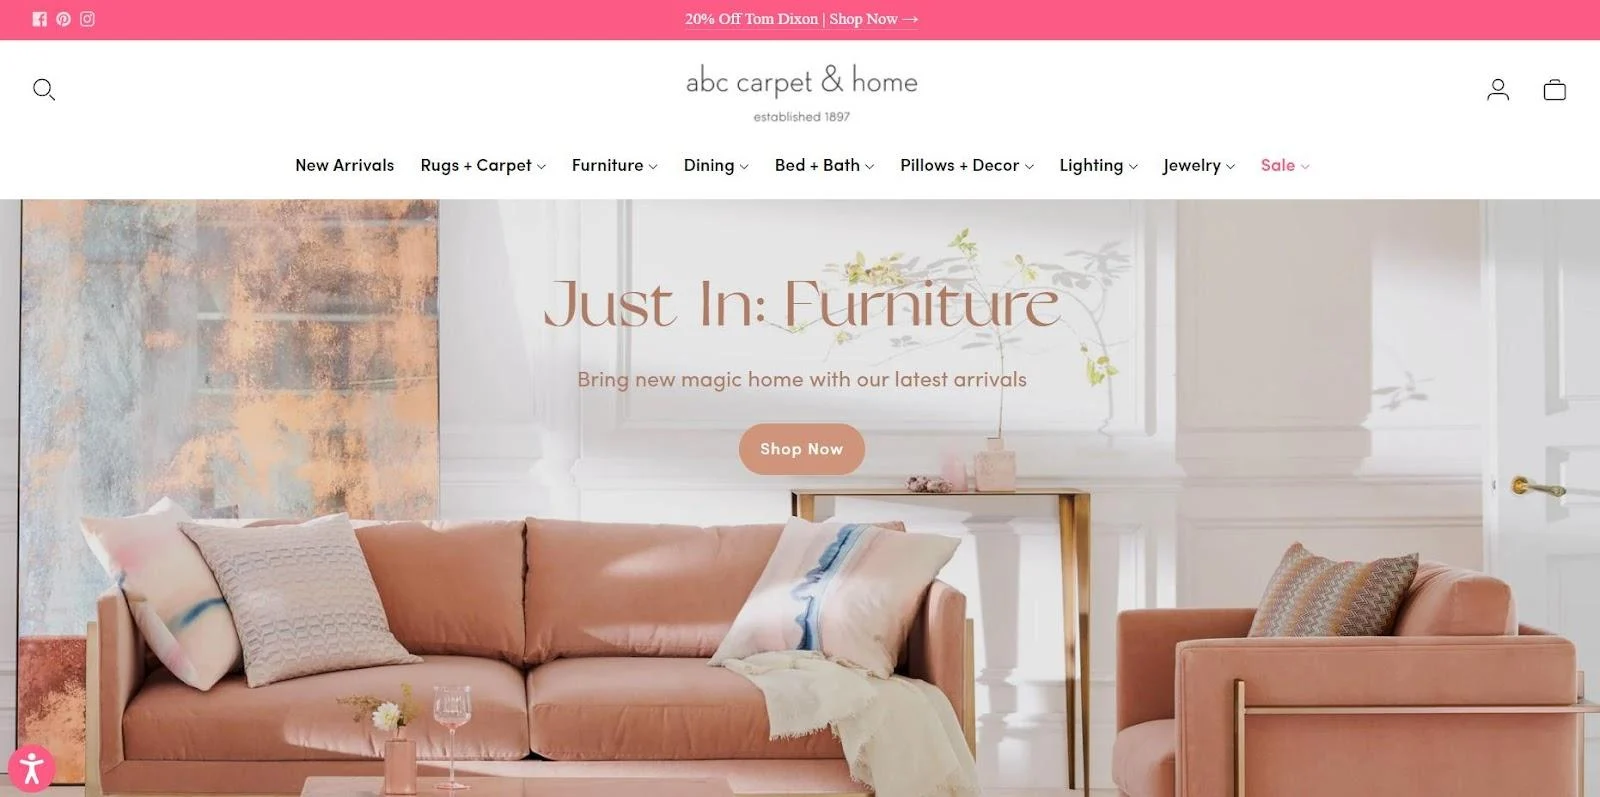 20% Off Tom Dixon | Shop Now →
abc carpet & home
established 1897
New Arrivals Rugs + Carpet Furniture Dining Bed + Bath Pillows + Decor Lighting Jewelry Sale
Just In: Furniture
Bring new magic home with our latest arrivals
Shop Now